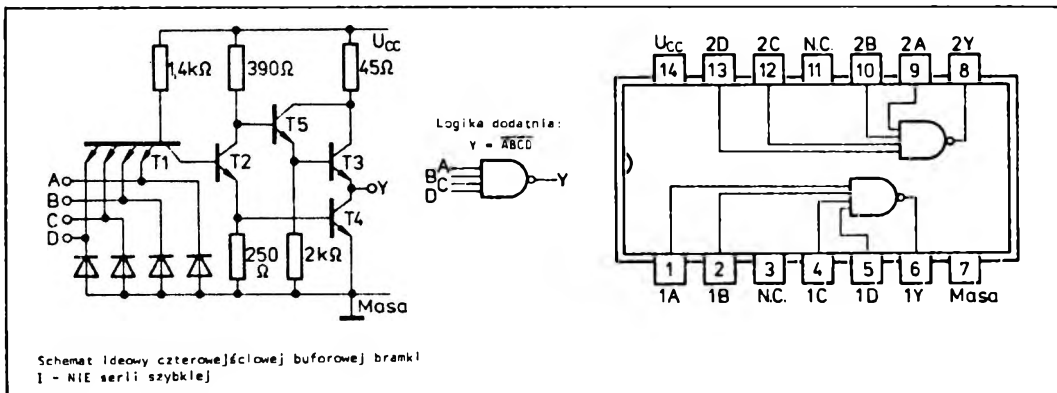 UCC
1,4kΩ
390Ω
45Ω
T5
T1
T2
T3
T4
A
B
C
D
Y
250
Ω
2kΩ
Masa
Schemat ideowy czterowejściowej buforowej bramki
I - NIE serii szybkiej
Logika dodatnia:
Y = ABCD
A
B
C
D
Y
UCC 2D 2C N.C. 2B 2A 2Y
14 13 12 11 10 9 8
1 2 3 4 5 6 7
1A 1B N.C. 1C 1D 1Y Masa